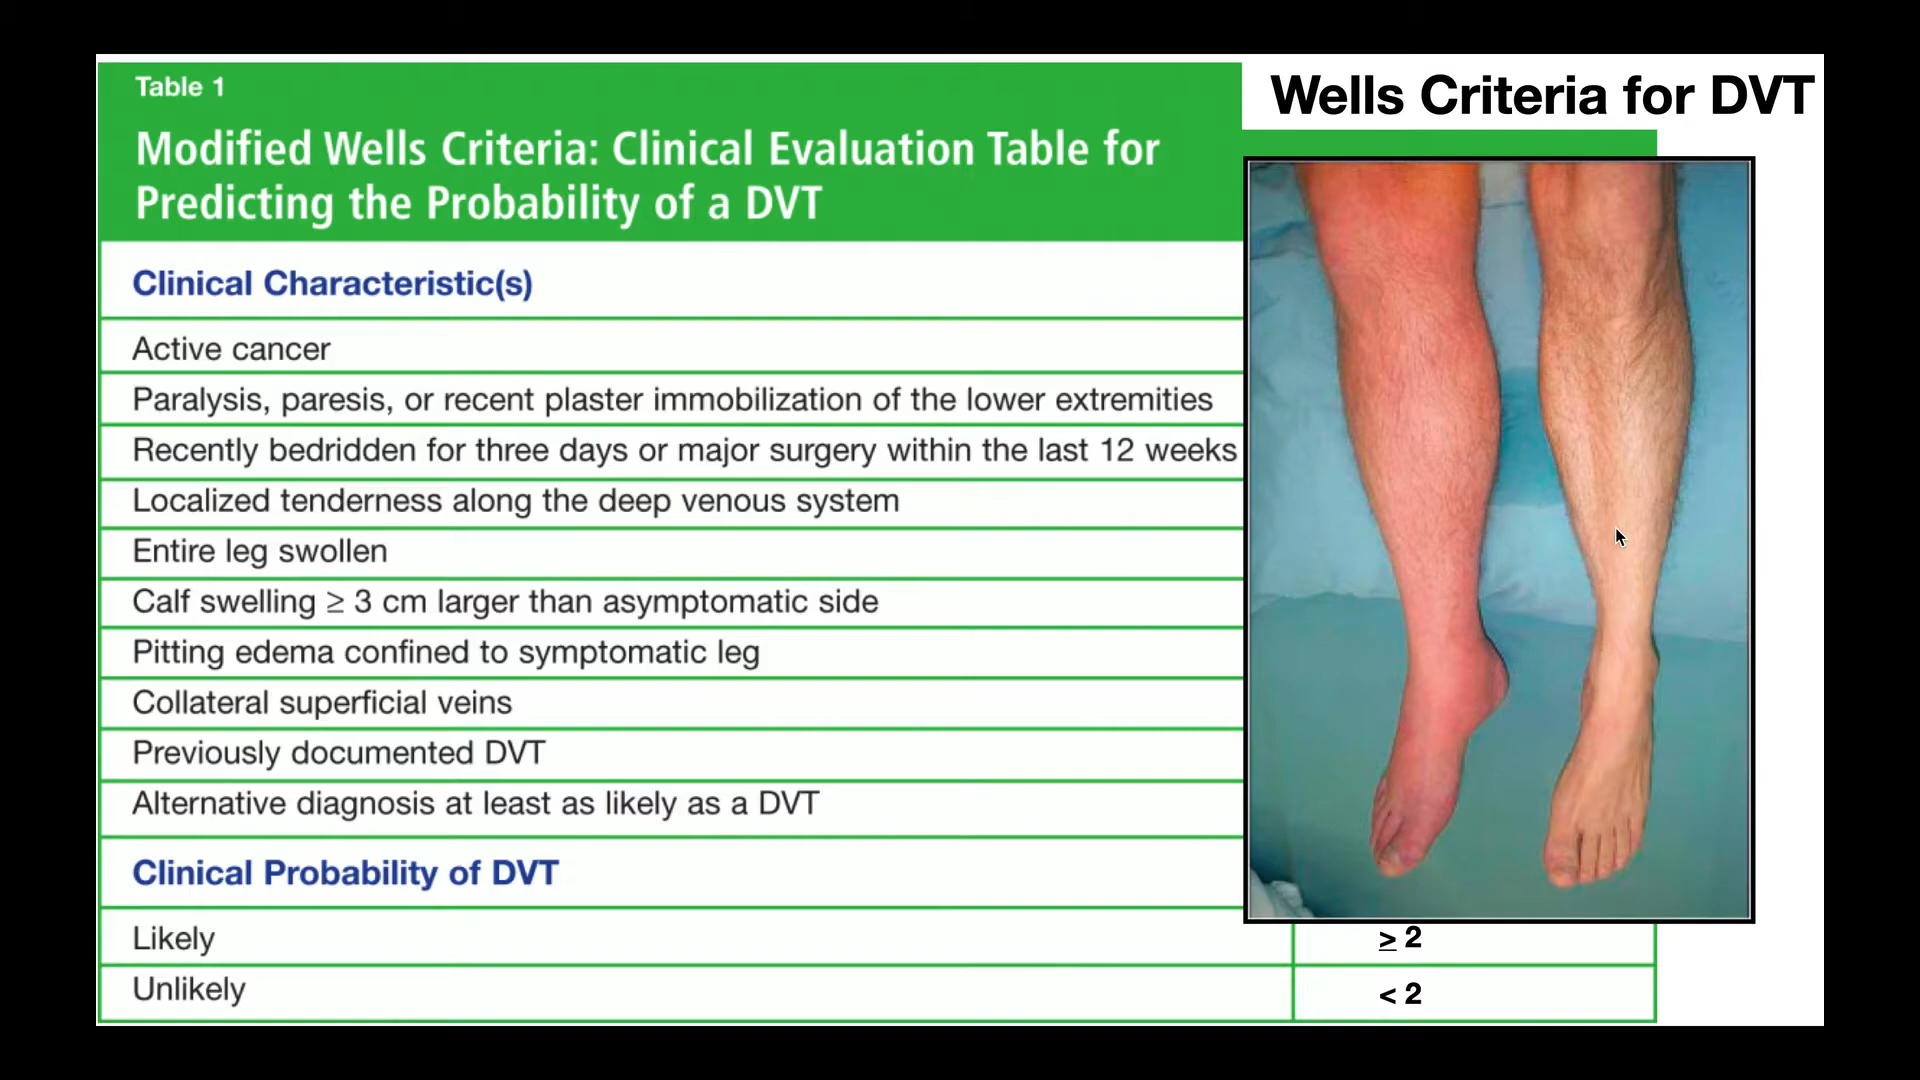 Table 1
Wells Criteria for DVT
Modified Wells Criteria: Clinical Evaluation Table for
Predicting the Probability of a DVT
Clinical Characteristic(s)
Active cancer
Paralysis, paresis, or recent plaster immobilization of the lower extremities
Recently bedridden for three days or major surgery within the last 12 weeks
Localized tenderness along the deep venous system
Entire leg swollen
Calf swelling ≥ 3 cm larger than asymptomatic side
Pitting edema confined to symptomatic leg
Collateral superficial veins
Previously documented DVT
Alternative diagnosis at least as likely as a DVT
Clinical Probability of DVT
Likely ≥ 2
Unlikely < 2